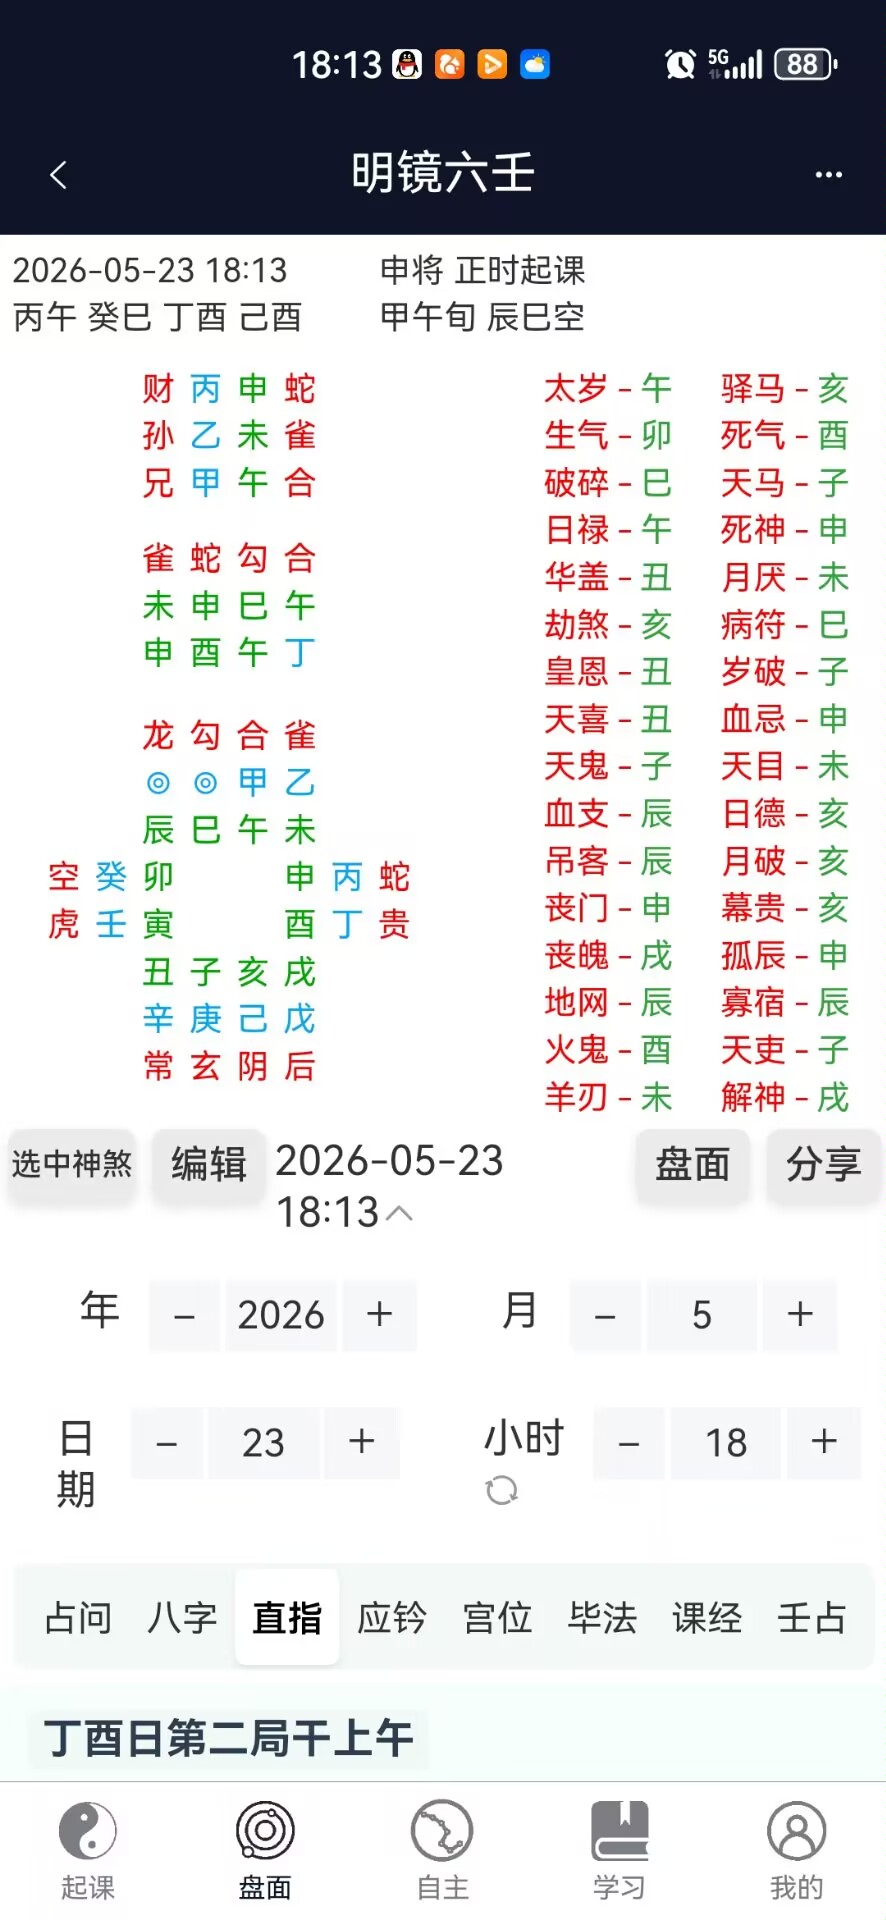 18:13 5G 88
明镜六壬
2026-05-23 18:13 申将 正时起课
丙午 癸巳 丁酉 己酉 甲午旬 辰巳空
财 丙 申 蛇
孙 乙 未 雀
兄 甲 午 合
雀 蛇 勾 合
未 申 巳 午
申 酉 午 丁
龙 勾 合 雀
◎ ◎ 甲 乙
辰 巳 午 未
空 癸 卯 申 丙 蛇
虎 壬 寅 酉 丁 贵
丑 子 亥 戌
辛 庚 己 戊
常 玄 阴 后
太岁-午 驿马-亥
生气-卯 死气-酉
破碎-巳 天马-子
日禄-午 死神-申
华盖-丑 月厌-未
劫煞-亥 病符-巳
皇恩-丑 岁破-子
天喜-丑 血忌-申
天鬼-子 天目-未
血支-辰 日德-亥
吊客-辰 月破-亥
丧门-申 幕贵-亥
丧魄-戌 孤辰-申
地网-辰 寡宿-辰
火鬼-酉 天吏-子
羊刃-未 解神-戌
选中神煞 编辑 2026-05-23 盘面 分享
18:13
年 - 2026 + 月 - 5 +
日 - 23 + 小时 - 18 +
期
占问 八字 直指 应钤 宫位 毕法 课经 壬占
丁酉日第二局干上午
起课 盘面 自主 学习 我的